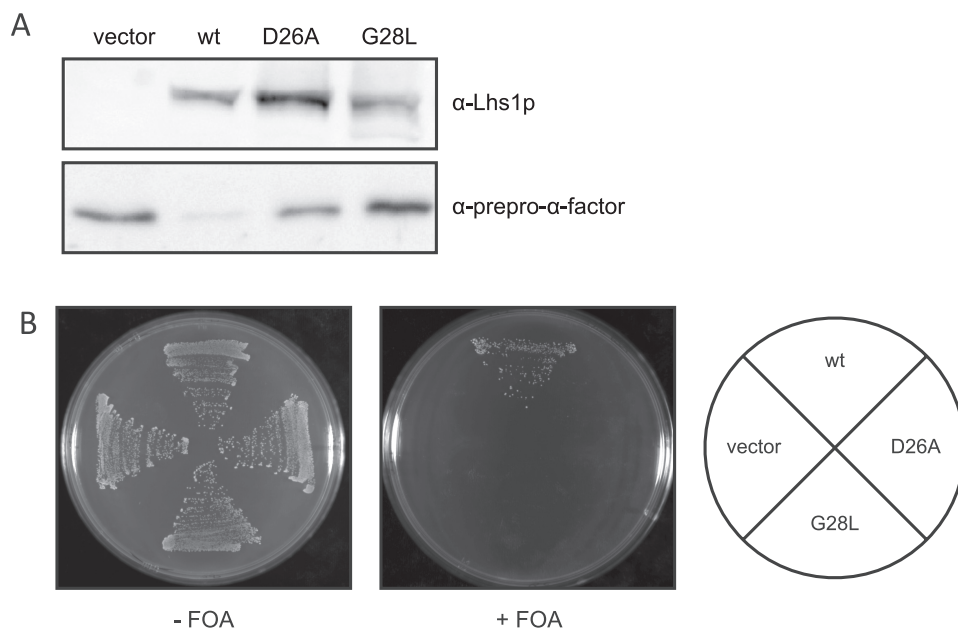 A
vector wt D26A G28L
α-Lhs1p
α-prepro-α-factor
B
wt
vector
D26A
G28L
- FOA
+ FOA